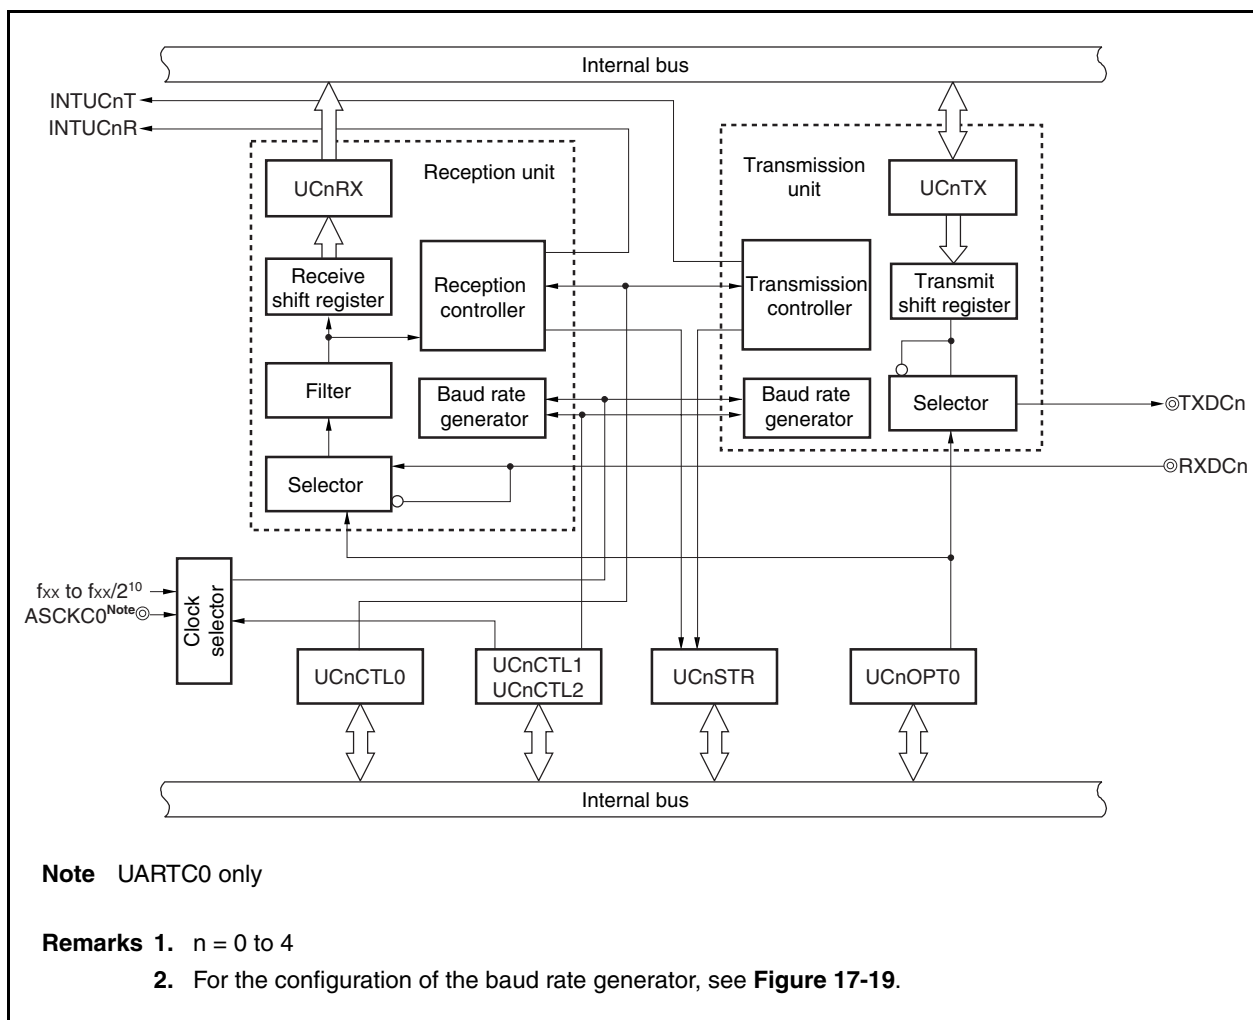 Internal bus
INTUCnT
INTUCnR
Reception unit
Transmission
unit
UCnRX
UCnTX
Receive
shift register
Reception
controller
Transmission
controller
Transmit
shift register
Filter
Baud rate
generator
Baud rate
generator
Selector
TXDCn
Selector
RXDCn
fxx to fxx/2¹⁰
ASCKC0Note
Clock
selector
UCnCTL0
UCnCTL1
UCnCTL2
UCnSTR
UCnOPT0
Internal bus
Note UARTC0 only
Remarks 1. n = 0 to 4
2. For the configuration of the baud rate generator, see Figure 17-19.